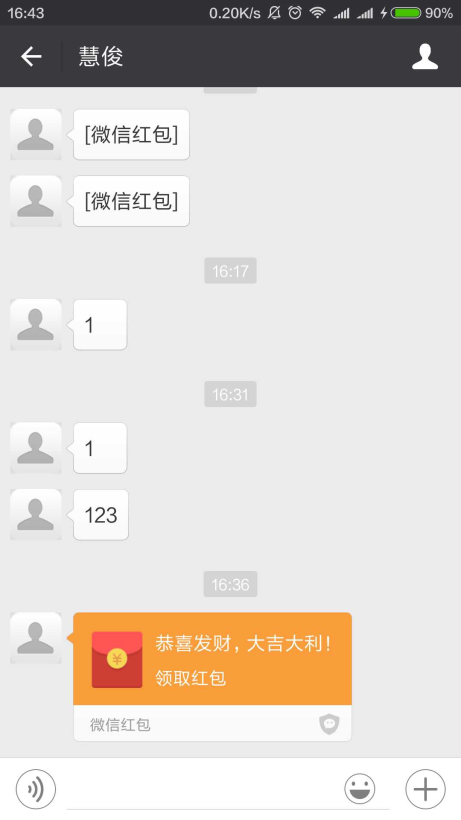 16:43 0.20K/s 90%
慧俊
[微信红包]
[微信红包]
16:17
1
16:31
1
123
16:36
恭喜发财，大吉大利！
¥
领取红包
微信红包